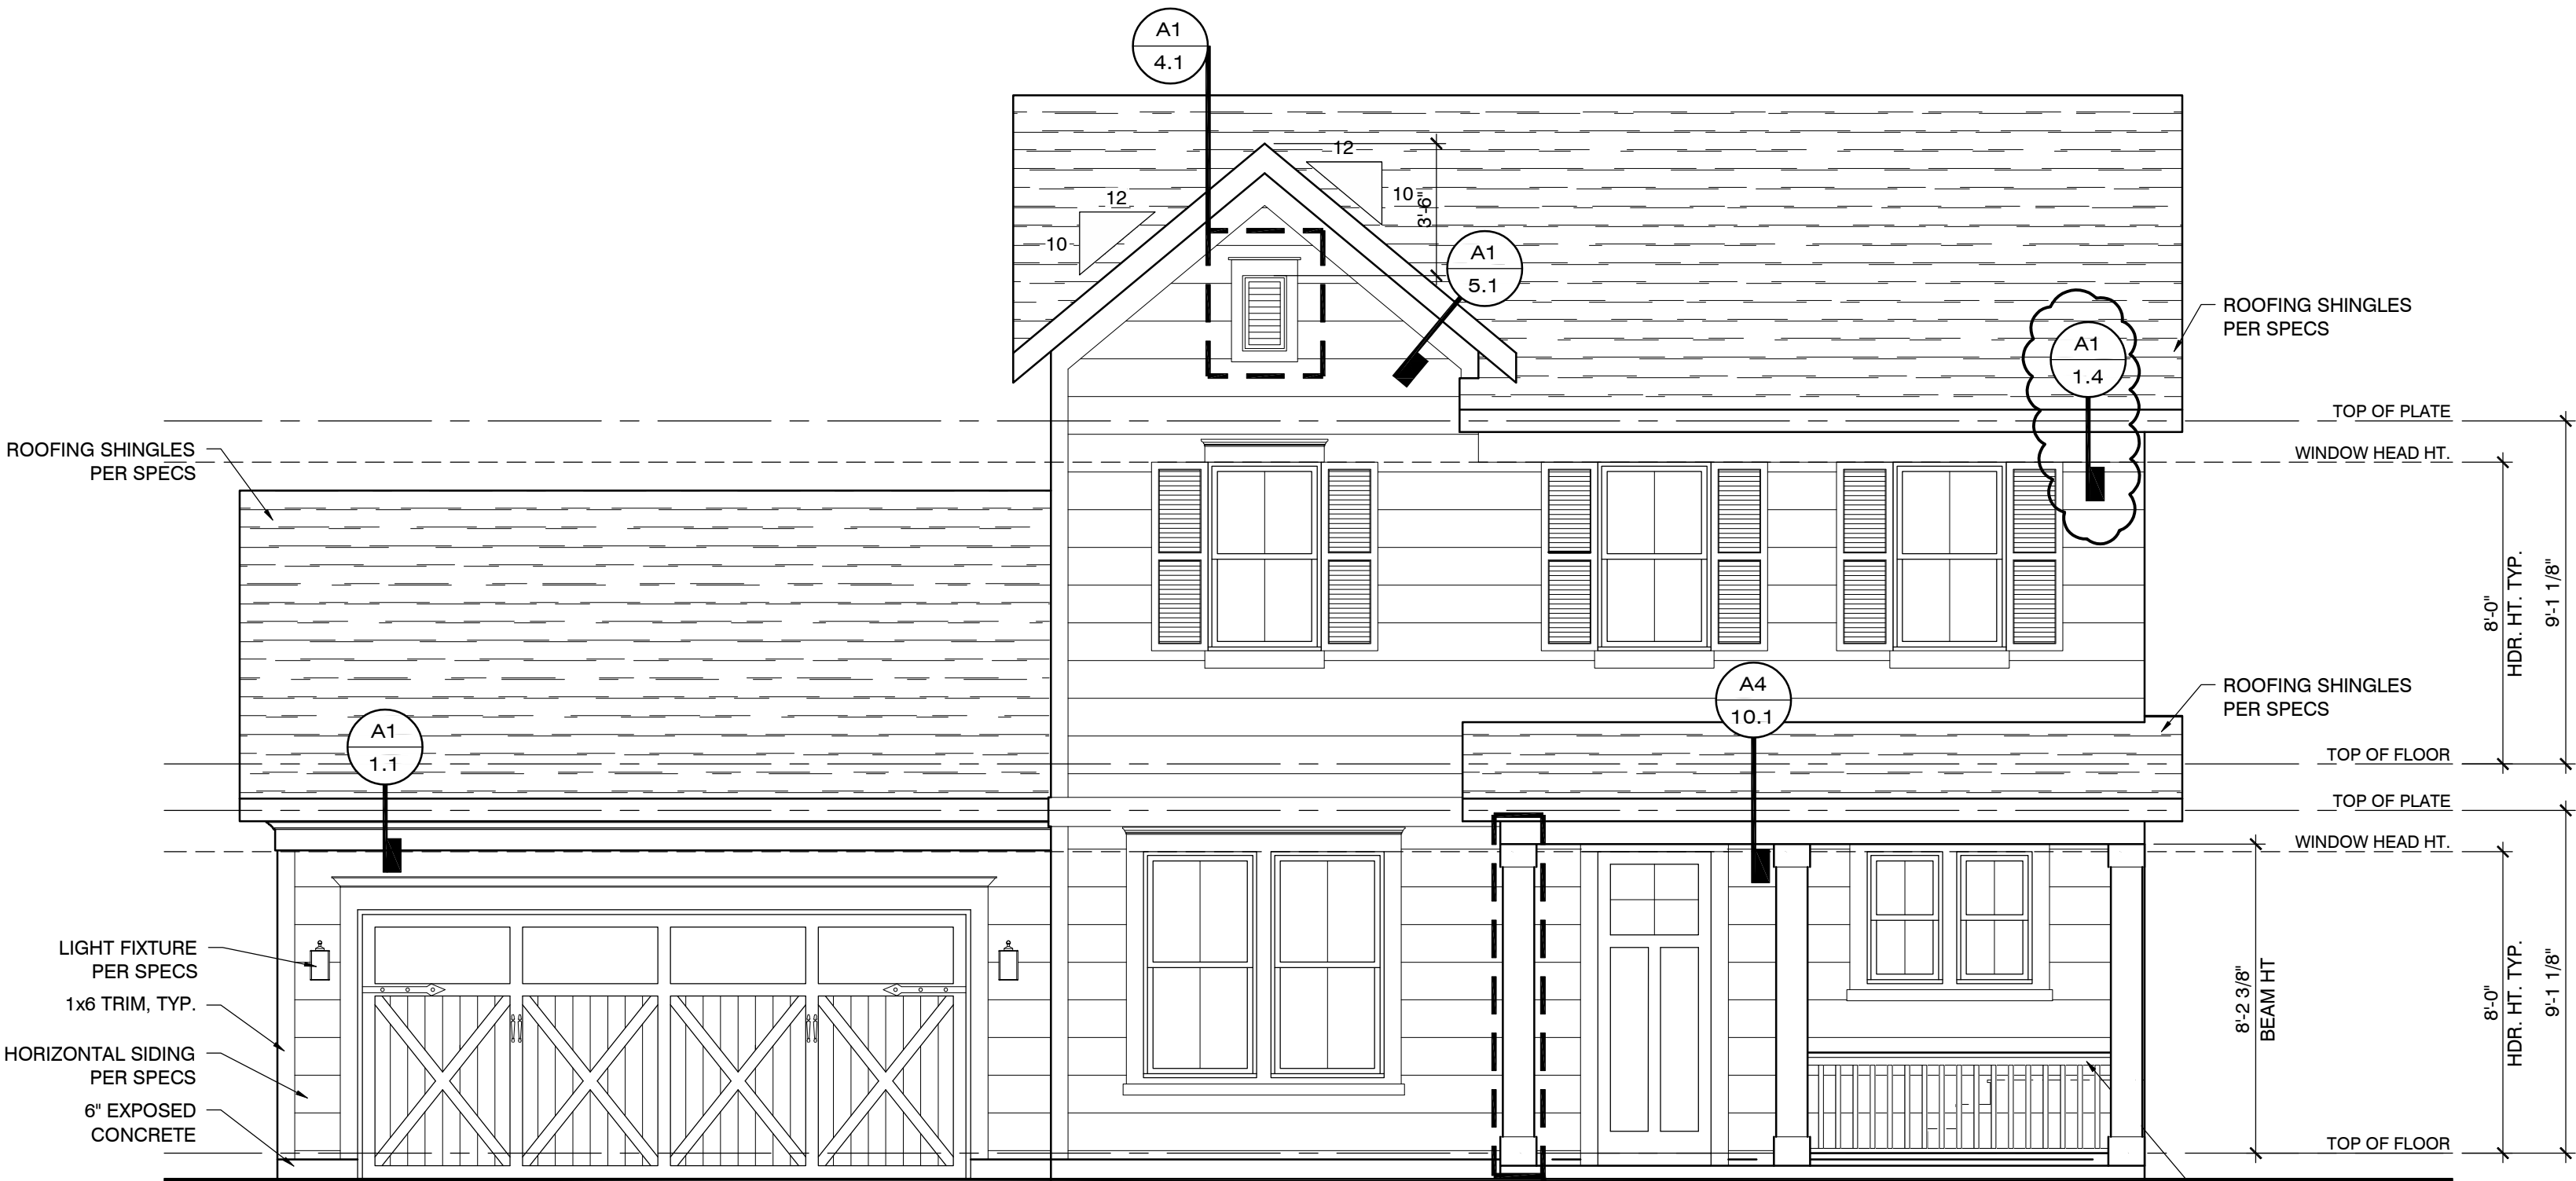 A1
4.1
12
10
3'-6"
12
10
A1
5.1
A1
1.4
ROOFING SHINGLES
PER SPECS
TOP OF PLATE
WINDOW HEAD HT.
ROOFING SHINGLES
PER SPECS
8'-0"
HDR. HT. TYP.
9'-1 1/8"
A4
10.1
ROOFING SHINGLES
PER SPECS
A1
1.1
TOP OF FLOOR
TOP OF PLATE
WINDOW HEAD HT.
LIGHT FIXTURE
PER SPECS
1x6 TRIM, TYP.
HORIZONTAL SIDING
PER SPECS
6" EXPOSED
CONCRETE
8'-2 3/8"
BEAM HT
8'-0"
HDR. HT. TYP.
9'-1 1/8"
TOP OF FLOOR